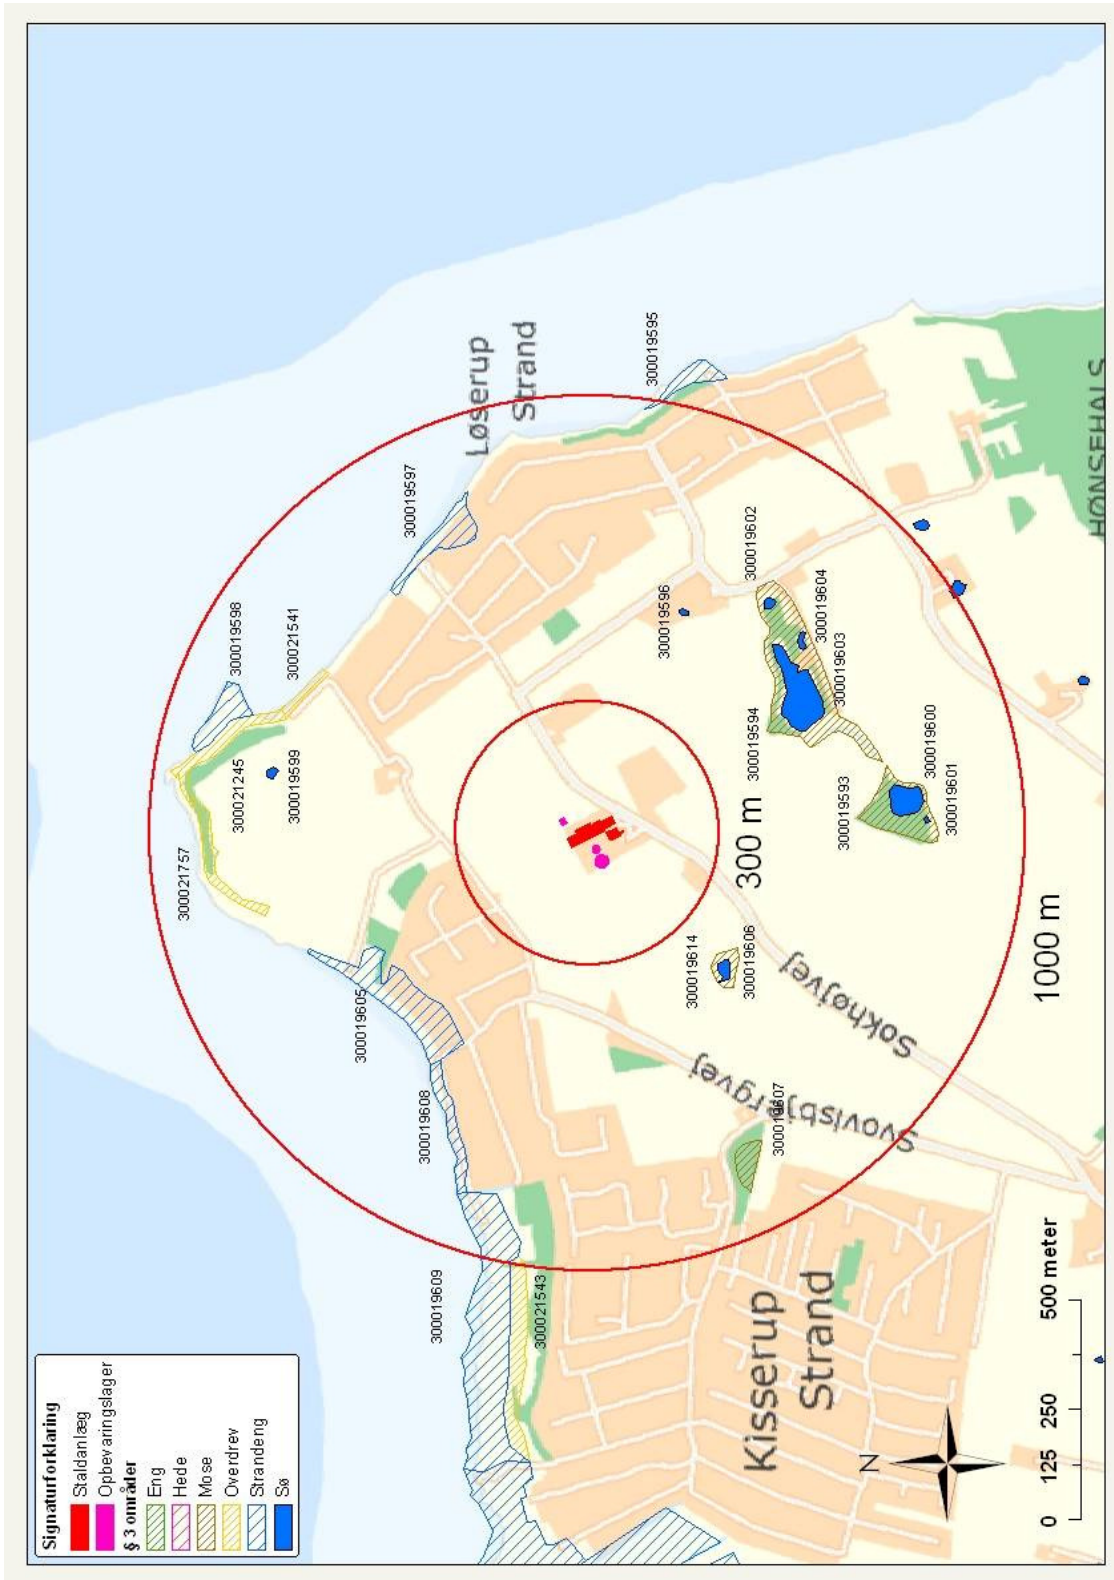 Signaturforklaring
Staldanlæg
Opbevaringslager
§ 3 områder
Eng
Hede
Mose
Overdrev
Strandeng
Sø
300019609
300021543
300019608
300019605
300021757
300021245
300019599
300019598
300021541
300019597
Løserup
Strand
300019595
300019596
300019602
300019604
300019603
300019594
300019593
300019600
300019601
300 m
1000 m
300019614
300019606
Sokhøjvej
Svovlsbjergvej
300019607
Kisserup
Strand
HØNSEHALS
N
0 125 250 500 meter